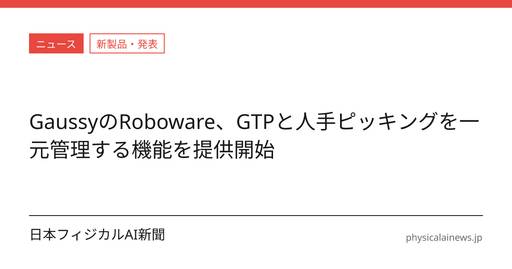 ニュース 新製品・発表
GaussyのRoboware、GTPと人手ピッキングを一
元管理する機能を提供開始
日本フィジカルAI新聞 physicalainews.jp